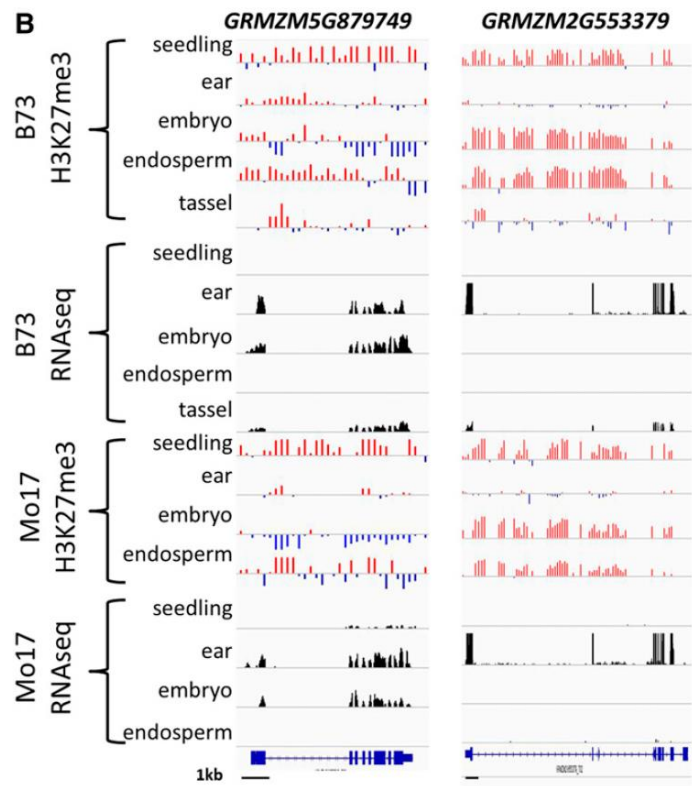 B
GRMZM5G879749
GRMZM2G553379
B73
H3K27me3
seedling
ear
embryo
endosperm
tassel
B73
RNAseq
seedling
ear
embryo
endosperm
tassel
Mo17
H3K27me3
seedling
ear
embryo
endosperm
Mo17
RNAseq
seedling
ear
embryo
endosperm
1kb